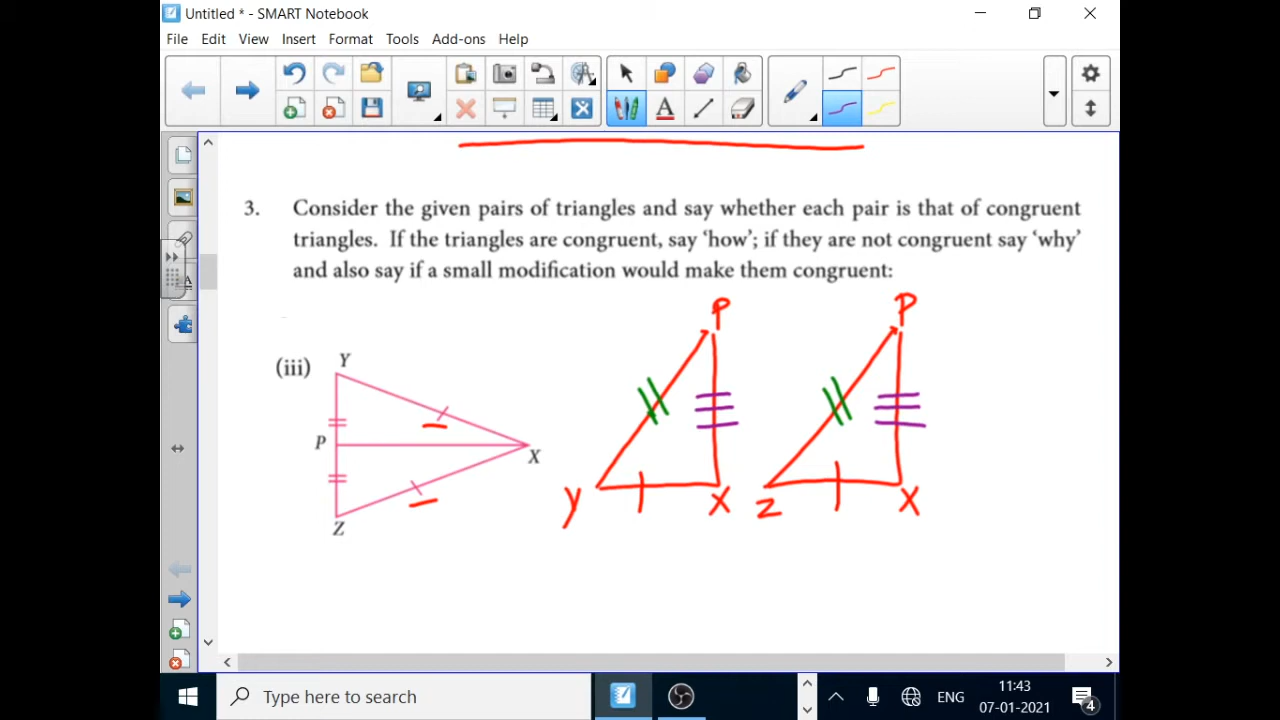 Untitled * - SMART Notebook
File Edit View Insert Format Tools Add-ons Help
3. Consider the given pairs of triangles and say whether each pair is that of congruent
triangles. If the triangles are congruent, say ‘how’; if they are not congruent say ‘why’
and also say if a small modification would make them congruent:
P P
(iii) Y
P
X
Z
Y X Z X
Type here to search
ENG
11:43
07-01-2021
4